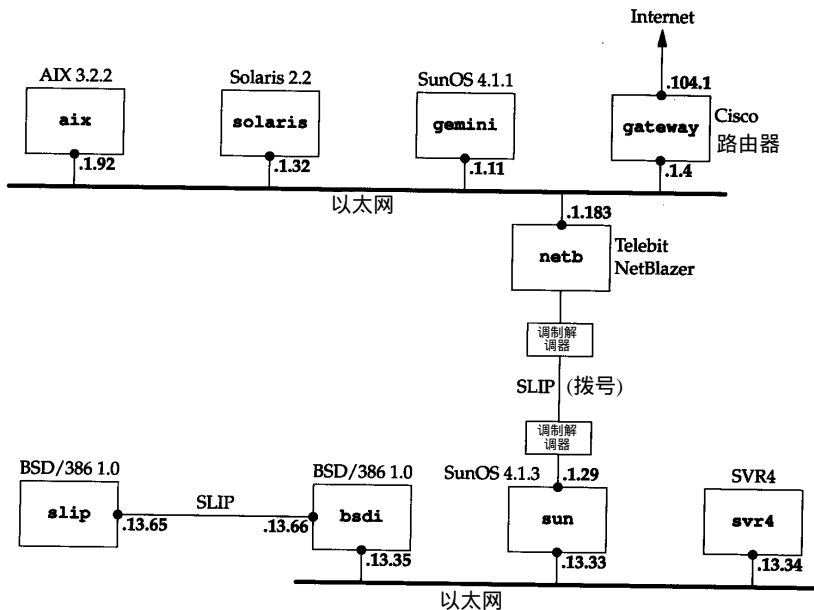 Internet
AIX 3.2.2
Solaris 2.2
SunOS 4.1.1
.104.1
aix
solaris
gemini
gateway
Cisco
路由器
.1.92
.1.32
.1.11
.1.4
以太网
.1.183
netb
Telebit
NetBlazer
调制解
调器
SLIP (拨号)
调制解
调器
BSD/386 1.0
BSD/386 1.0
SunOS 4.1.3
.1.29
SVR4
slip
SLIP
bsdi
sun
svr4
.13.65
.13.66
.13.35
.13.33
.13.34
以太网